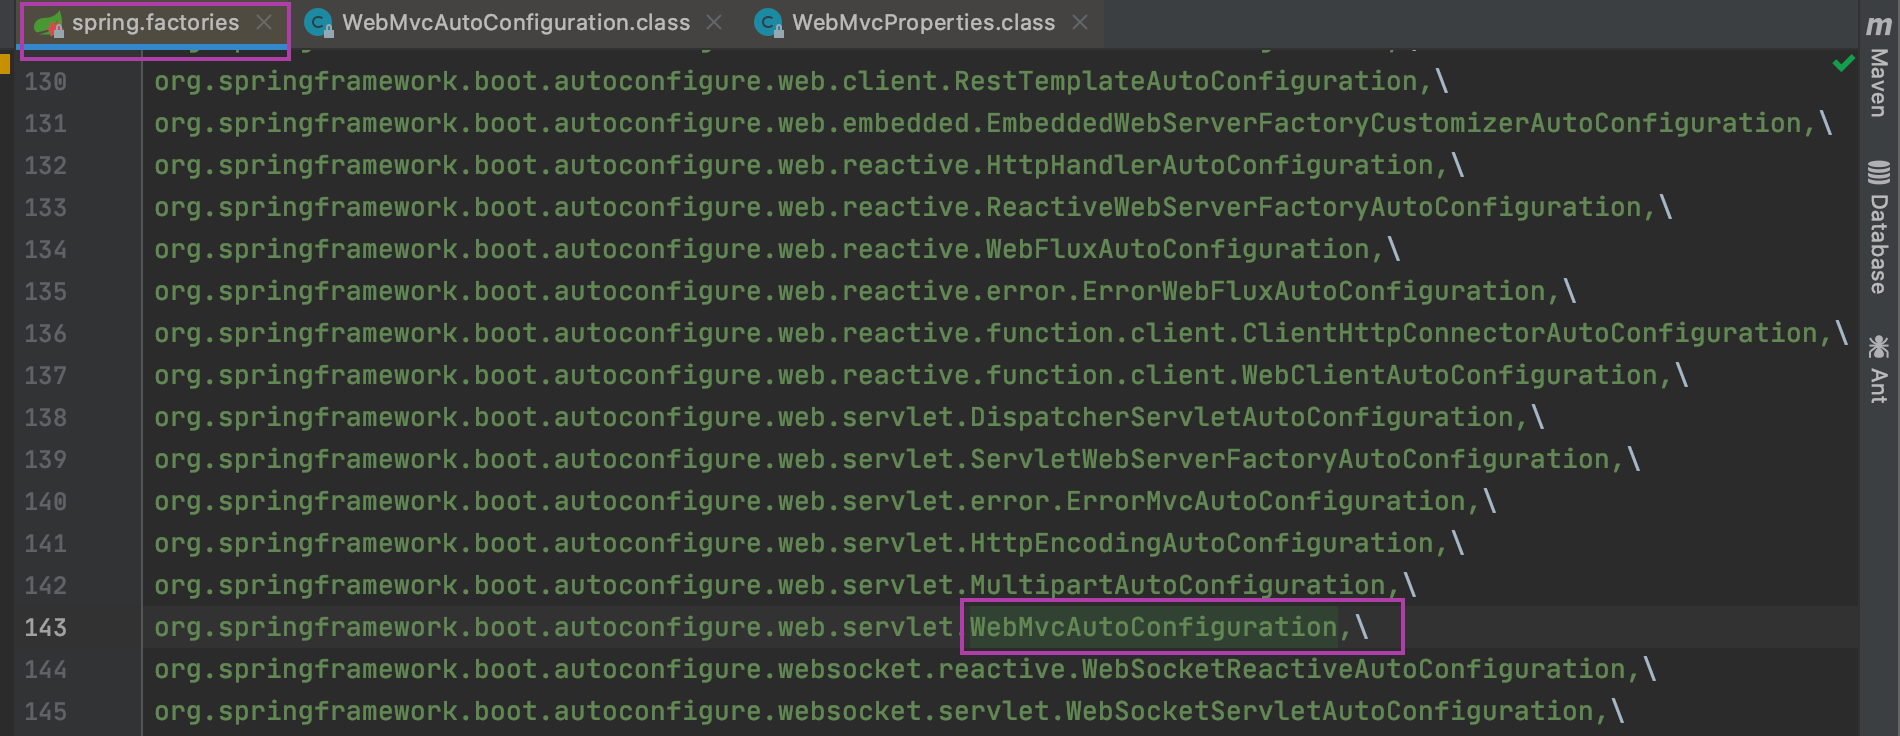 spring.factories WebMvcAutoConfiguration.class WebMvcProperties.class
130 org.springframework.boot.autoconfigure.web.client.RestTemplateAutoConfiguration,\
131 org.springframework.boot.autoconfigure.web.embedded.EmbeddedWebServerFactoryCustomizerAutoConfiguration,\
132 org.springframework.boot.autoconfigure.web.reactive.HttpHandlerAutoConfiguration,\
133 org.springframework.boot.autoconfigure.web.reactive.ReactiveWebServerFactoryAutoConfiguration,\
134 org.springframework.boot.autoconfigure.web.reactive.WebFluxAutoConfiguration,\
135 org.springframework.boot.autoconfigure.web.reactive.error.ErrorWebFluxAutoConfiguration,\
136 org.springframework.boot.autoconfigure.web.reactive.function.client.ClientHttpConnectorAutoConfiguration,\
137 org.springframework.boot.autoconfigure.web.reactive.function.client.WebClientAutoConfiguration,\
138 org.springframework.boot.autoconfigure.web.servlet.DispatcherServletAutoConfiguration,\
139 org.springframework.boot.autoconfigure.web.servlet.ServletWebServerFactoryAutoConfiguration,\
140 org.springframework.boot.autoconfigure.web.servlet.error.ErrorMvcAutoConfiguration,\
141 org.springframework.boot.autoconfigure.web.servlet.HttpEncodingAutoConfiguration,\
142 org.springframework.boot.autoconfigure.web.servlet.MultipartAutoConfiguration,\
143 org.springframework.boot.autoconfigure.web.servlet.WebMvcAutoConfiguration,\
144 org.springframework.boot.autoconfigure.websocket.reactive.WebSocketReactiveAutoConfiguration,\
145 org.springframework.boot.autoconfigure.websocket.servlet.WebSocketServletAutoConfiguration,\
m Maven
Database
Ant